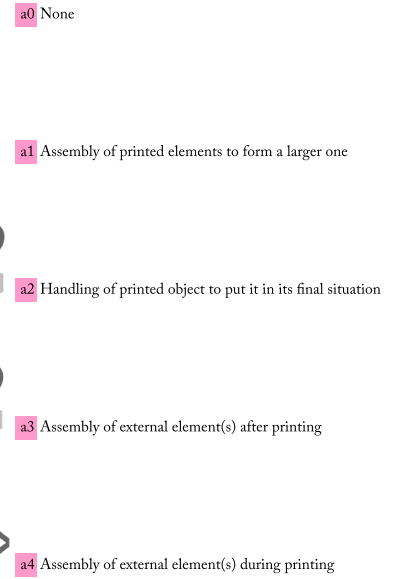 a0 None
a1 Assembly of printed elements to form a larger one
a2 Handling of printed object to put it in its final situation
a3 Assembly of external element(s) after printing
a4 Assembly of external element(s) during printing